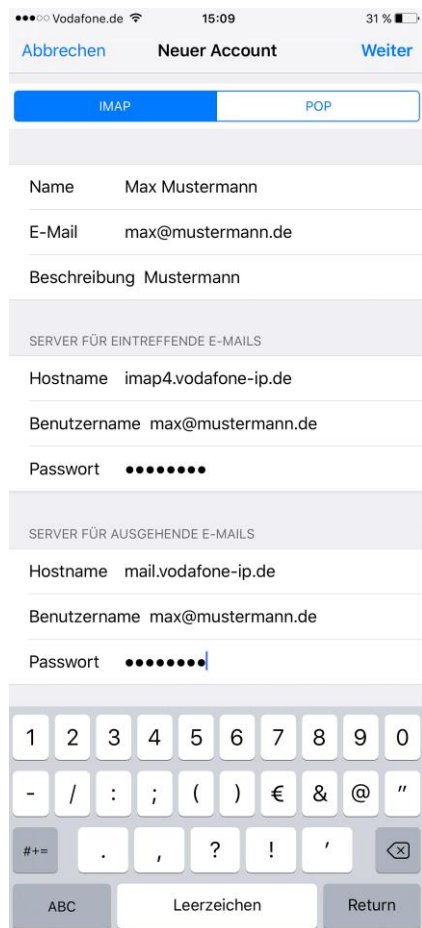 Vodafone.de 15:09 31 %
Abbrechen Neuer Account Weiter
IMAP POP
Name Max Mustermann
E-Mail max@mustermann.de
Beschreibung Mustermann
SERVER FÜR EINTREFFENDE E-MAILS
Hostname imap4.vodafone-ip.de
Benutzername max@mustermann.de
Passwort ●●●●●●●●
SERVER FÜR AUSGEHENDE E-MAILS
Hostname mail.vodafone-ip.de
Benutzername max@mustermann.de
Passwort ●●●●●●●●
1 2 3 4 5 6 7 8 9 0
- / : ; ( ) € & @ "
#+= . , ? ! '
ABC Leerzeichen Return